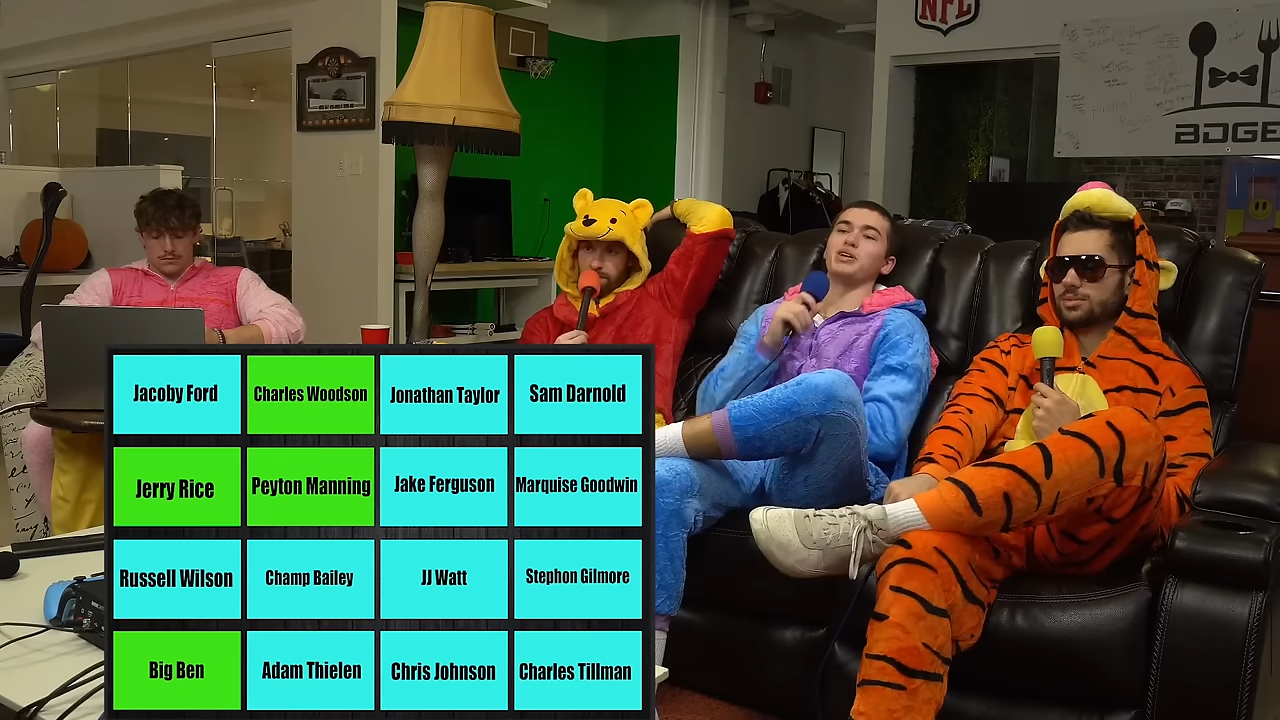 NFL
BDGE
Jacoby Ford
Charles Woodson
Jonathan Taylor
Sam Darnold
Jerry Rice
Peyton Manning
Jake Ferguson
Marquise Goodwin
Russell Wilson
Champ Bailey
JJ Watt
Stephon Gilmore
Big Ben
Adam Thielen
Chris Johnson
Charles Tillman